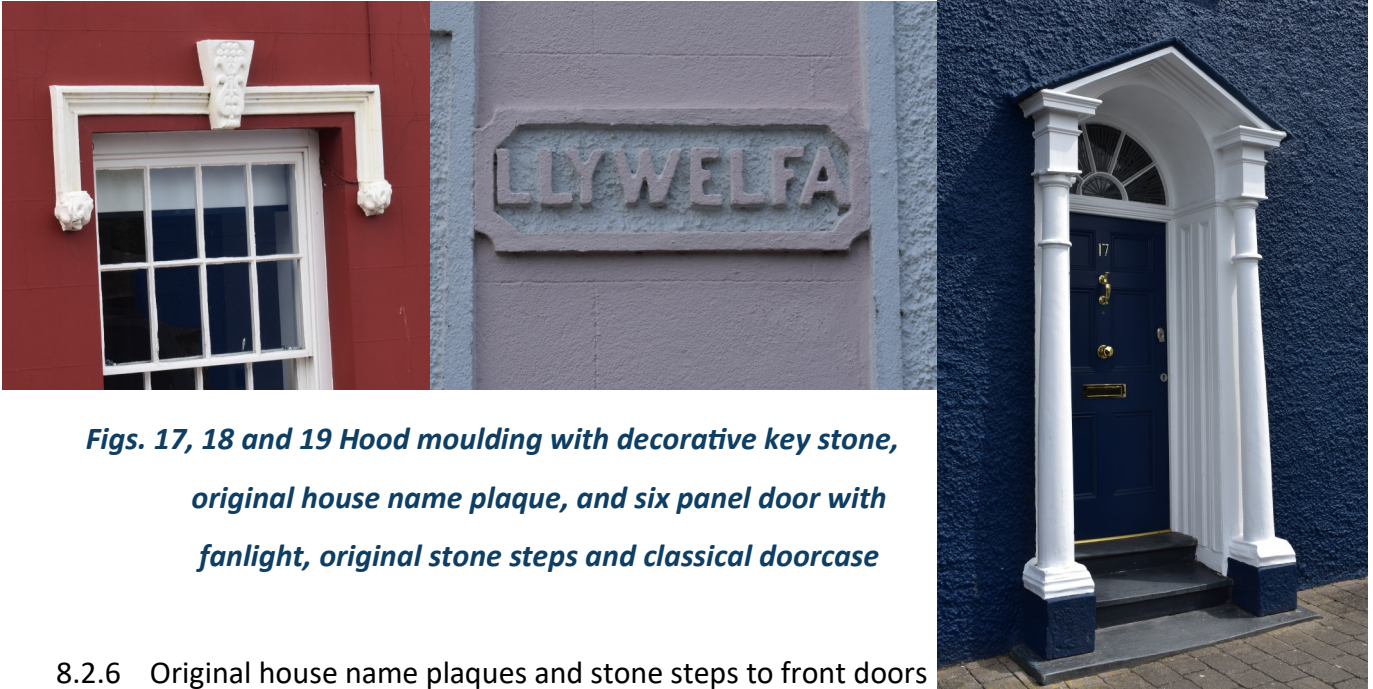 LLYWELFA
17
Figs. 17, 18 and 19 Hood moulding with decorative key stone,
original house name plaque, and six panel door with
fanlight, original stone steps and classical doorcase
8.2.6 Original house name plaques and stone steps to front doors